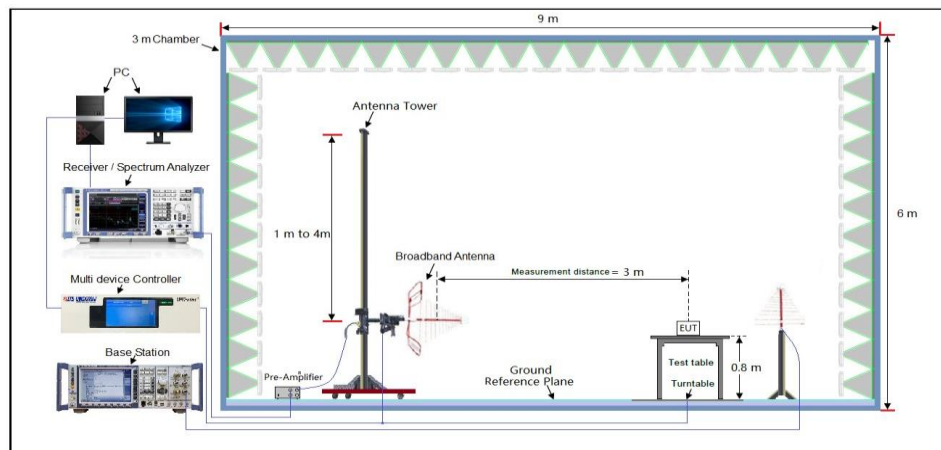 9 m
3 m Chamber
PC
Antenna Tower
Receiver / Spectrum Analyzer
6 m
1 m to 4m
Broadband Antenna
Measurement distance = 3 m
Multi device Controller
EUT
Base Station
Test table
0.8 m
Pre-Amplifier
Ground
Reference Plane
Turntable